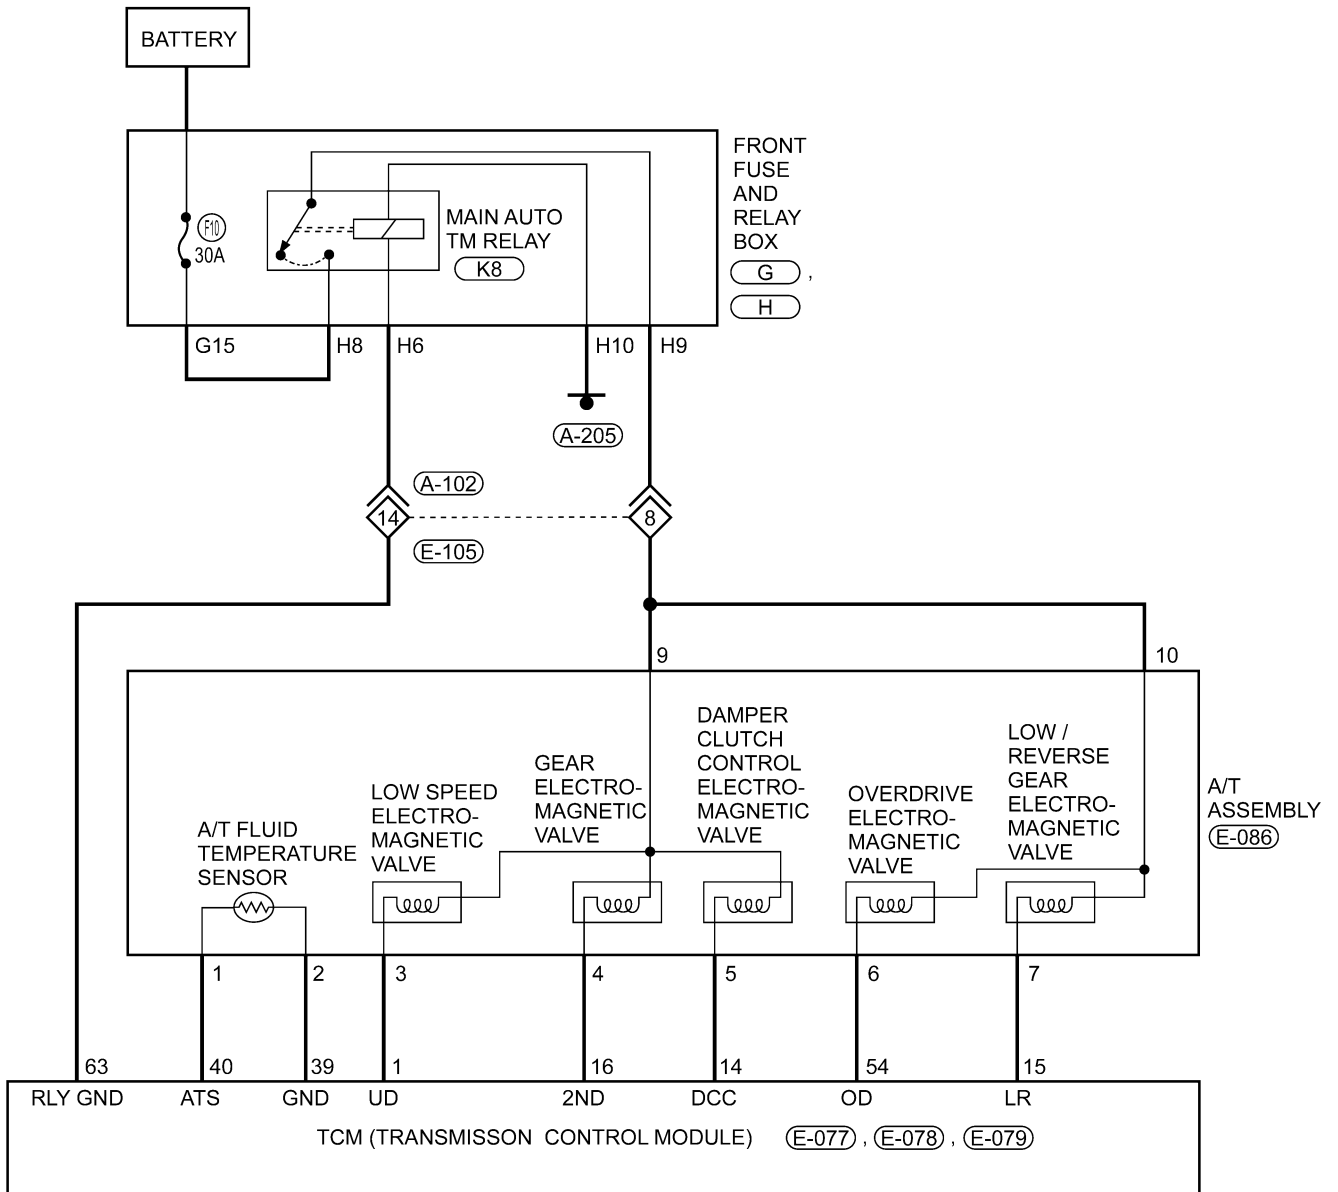 BATTERY
FRONT
FUSE
AND
RELAY
BOX
G ,
H
F10
30A
MAIN AUTO
TM RELAY
K8
G15
H8
H6
H10
H9
A-205
A-102
14
8
E-105
9
10
DAMPER
CLUTCH
CONTROL
ELECTRO-
MAGNETIC
VALVE
LOW /
REVERSE
GEAR
ELECTRO-
MAGNETIC
VALVE
GEAR
ELECTRO-
MAGNETIC
VALVE
LOW SPEED
ELECTRO-
MAGNETIC
VALVE
OVERDRIVE
ELECTRO-
MAGNETIC
VALVE
A/T
ASSEMBLY
E-086
A/T FLUID
TEMPERATURE
SENSOR
1
2
3
4
5
6
7
63
40
39
1
16
14
54
15
RLY GND
ATS
GND
UD
2ND
DCC
OD
LR
TCM (TRANSMISSON CONTROL MODULE) E-077 , E-078 , E-079